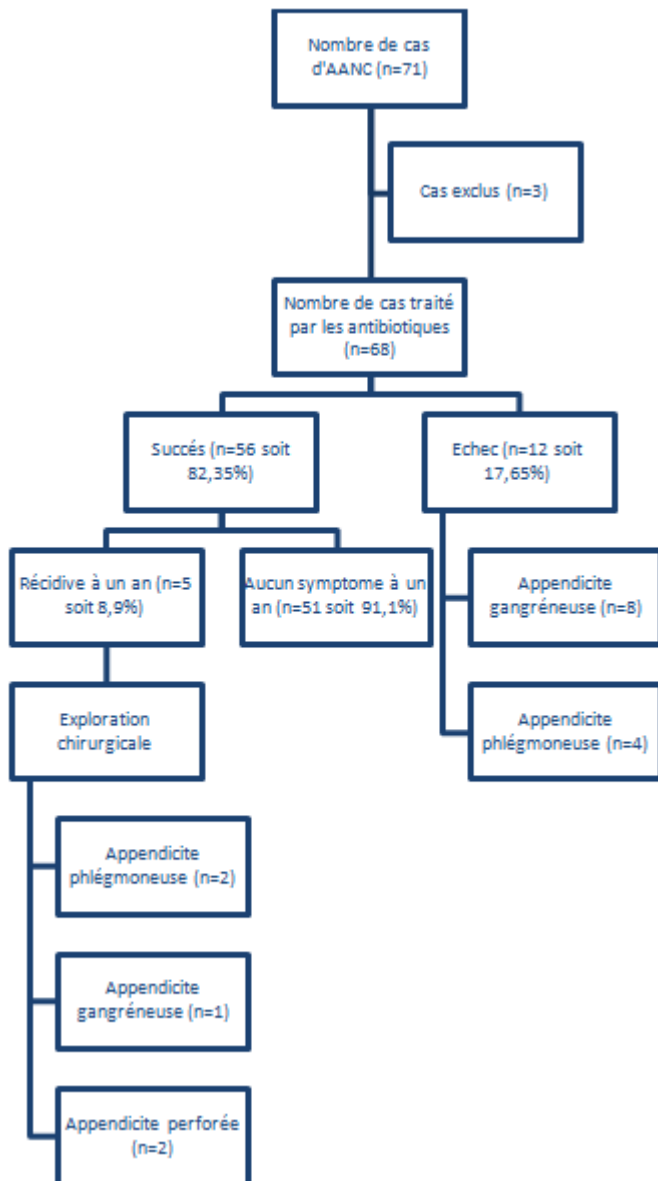 Nombre de cas
d'AANC (n=71)
Cas exclus (n=3)
Nombre de cas traité
par les antibiotiques
(n=68)
Succés (n=56 soit
82,35%)
Echec (n=12 soit
17,65%)
Récidive à un an (n=5
soit 8,9%)
Aucun symptome à un
an (n=51 soit 91,1%)
Appendicite
gangréneuse (n=8)
Exploration
chirurgicale
Appendicite
phlégmoneuse (n=4)
Appendicite
phlégmoneuse (n=2)
Appendicite
gangréneuse (n=1)
Appendicite perforée
(n=2)